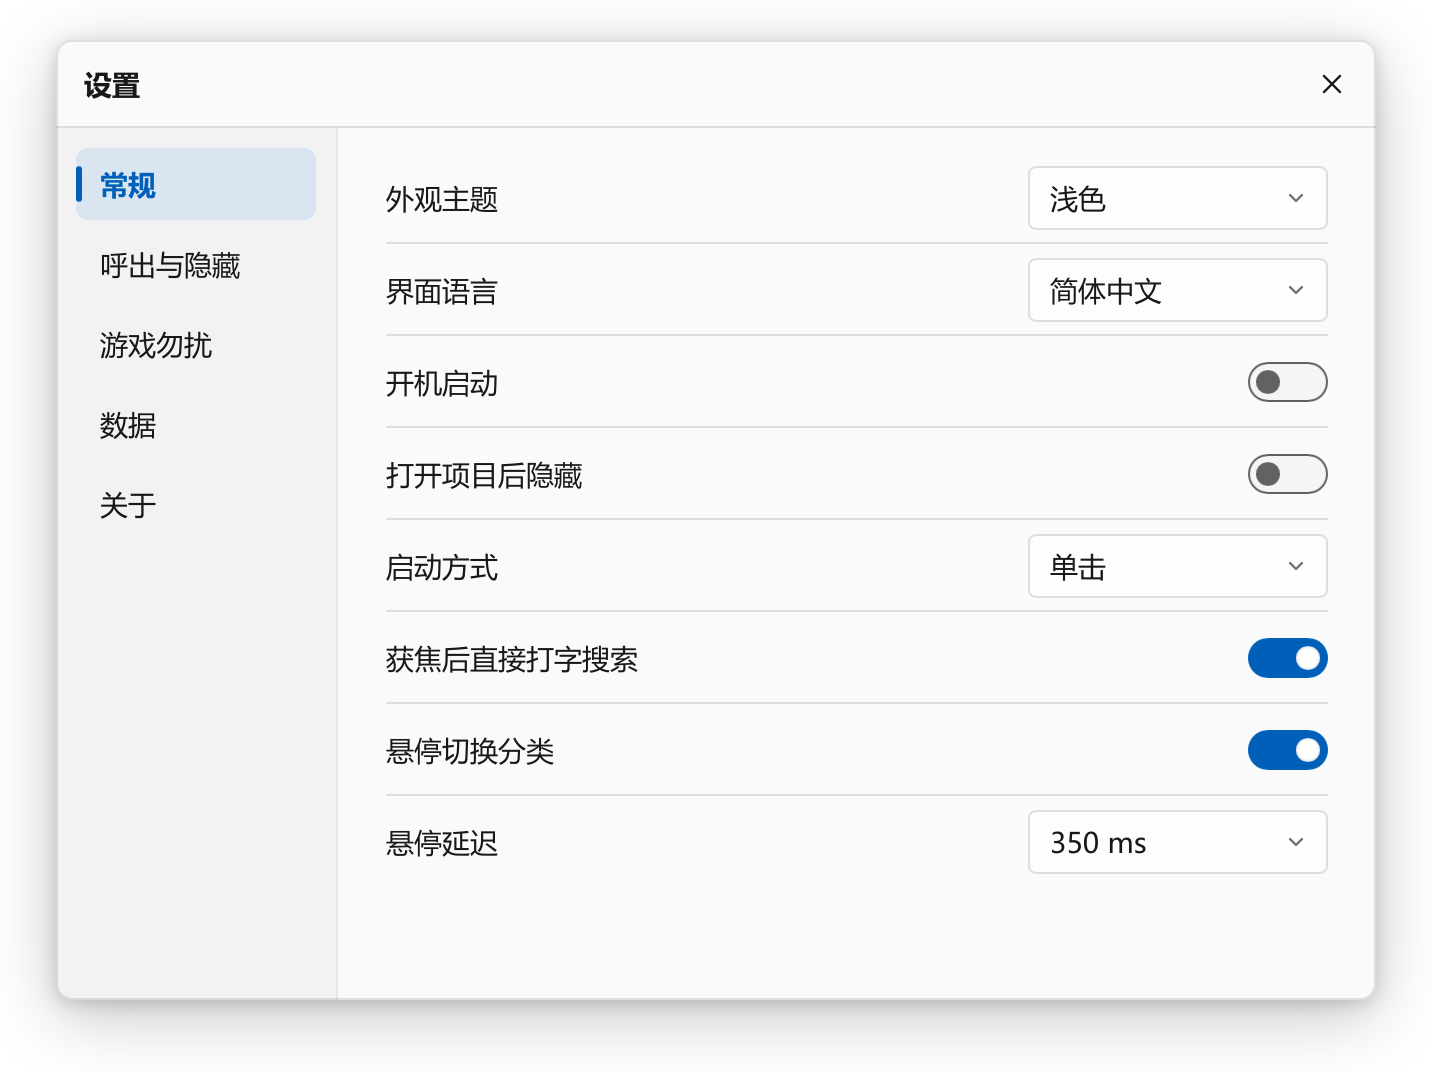 设置
常规
呼出与隐藏
游戏勿扰
数据
关于
外观主题
浅色
界面语言
简体中文
开机启动
打开项目后隐藏
启动方式
单击
获焦后直接打字搜索
悬停切换分类
悬停延迟
350 ms